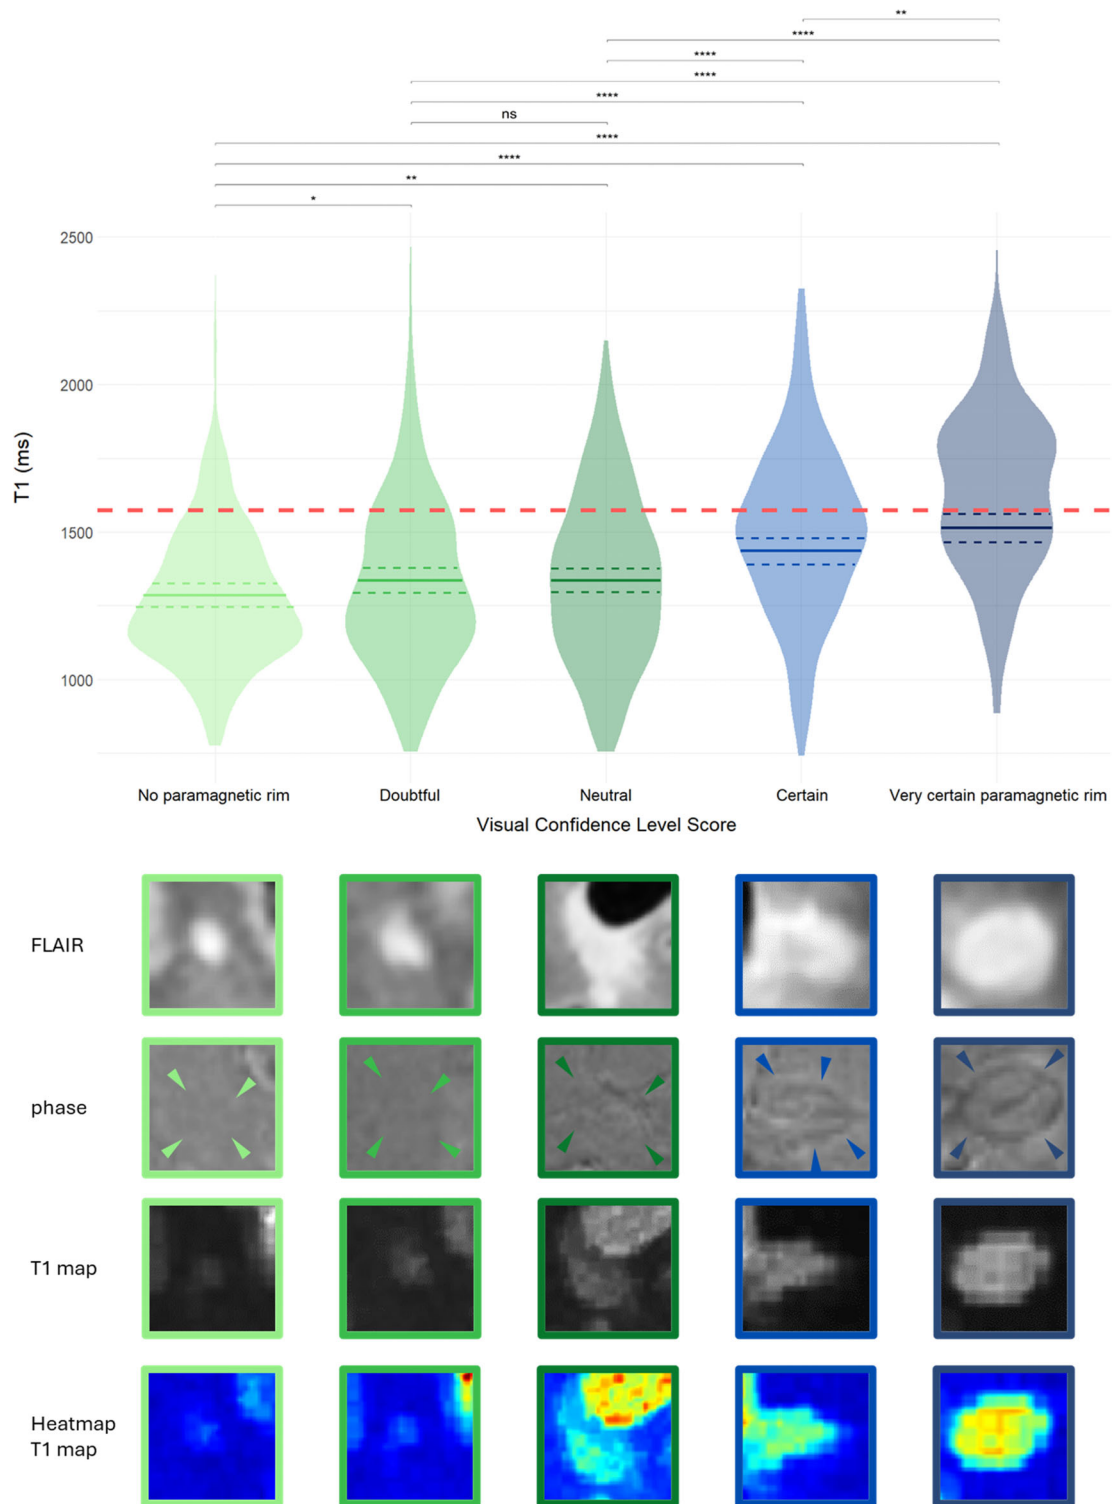 **
****
****
****
****
ns
****
****
**
*
2500
2000
T1 (ms)
1500
1000
No paramagnetic rim Doubtful Neutral Certain Very certain paramagnetic rim
Visual Confidence Level Score
FLAIR
phase
T1 map
Heatmap
T1 map